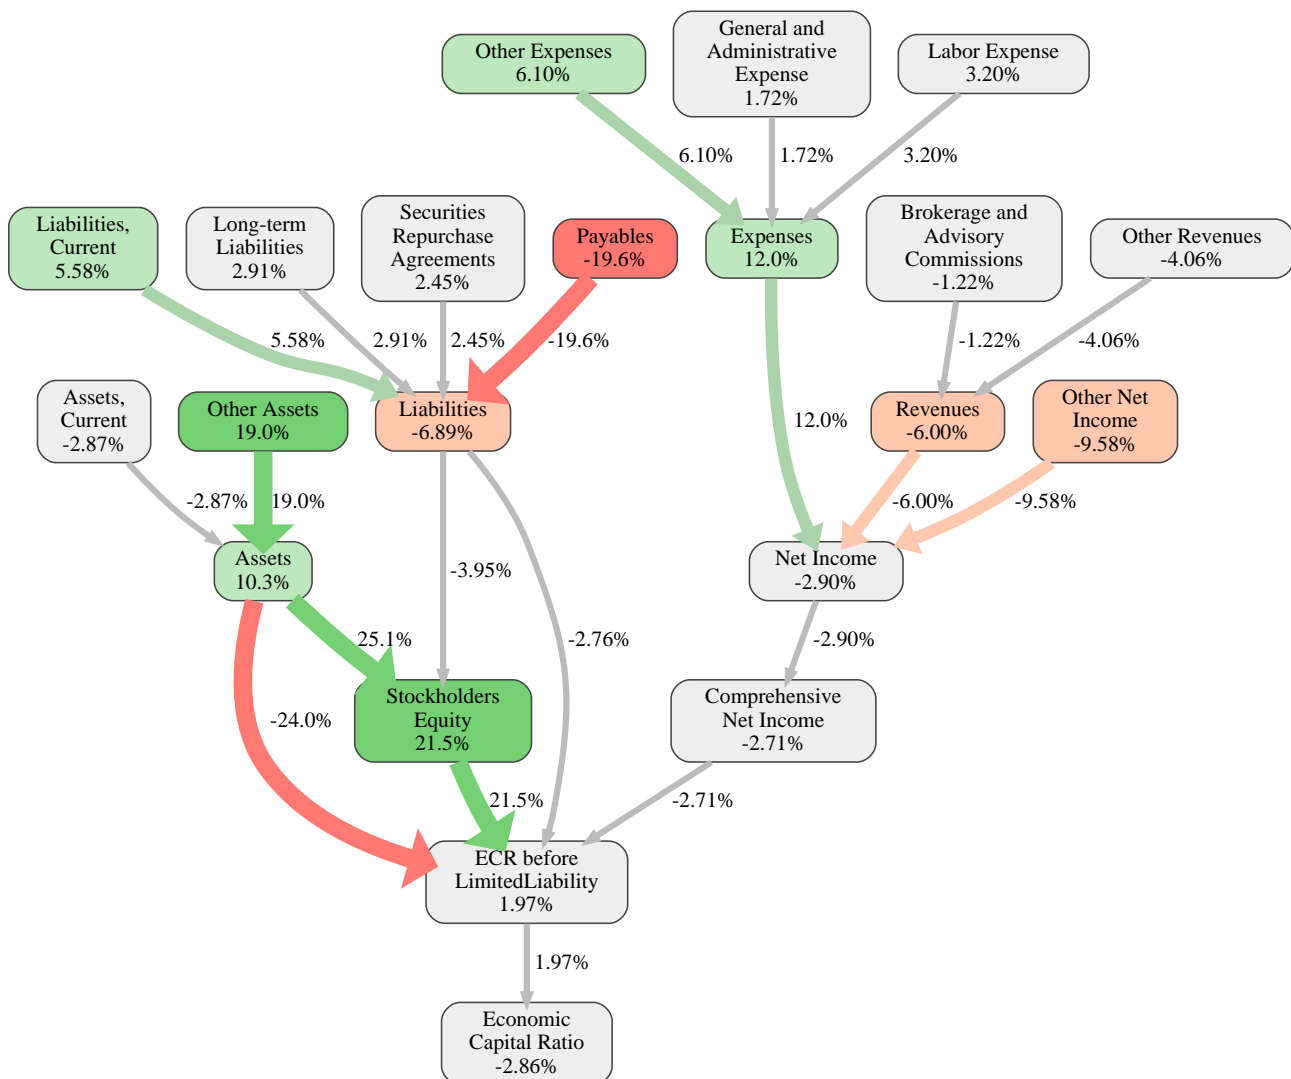 Other Expenses
6.10%
General and
Administrative
Expense
1.72%
Labor Expense
3.20%
6.10%
1.72%
3.20%
Liabilities,
Current
5.58%
Long-term
Liabilities
2.91%
Securities
Repurchase
Agreements
2.45%
Payables
-19.6%
Expenses
12.0%
Brokerage and
Advisory
Commissions
-1.22%
Other Revenues
-4.06%
5.58%
2.91%
2.45%
-19.6%
-1.22%
-4.06%
Assets,
Current
-2.87%
Other Assets
19.0%
Liabilities
-6.89%
12.0%
Revenues
-6.00%
Other Net
Income
-9.58%
-2.87%
19.0%
-6.00%
-9.58%
Assets
10.3%
-3.95%
Net Income
-2.90%
25.1%
-2.76%
-2.90%
-24.0%
Stockholders
Equity
21.5%
Comprehensive
Net Income
-2.71%
21.5%
-2.71%
ECR before
LimitedLiability
1.97%
1.97%
Economic
Capital Ratio
-2.86%